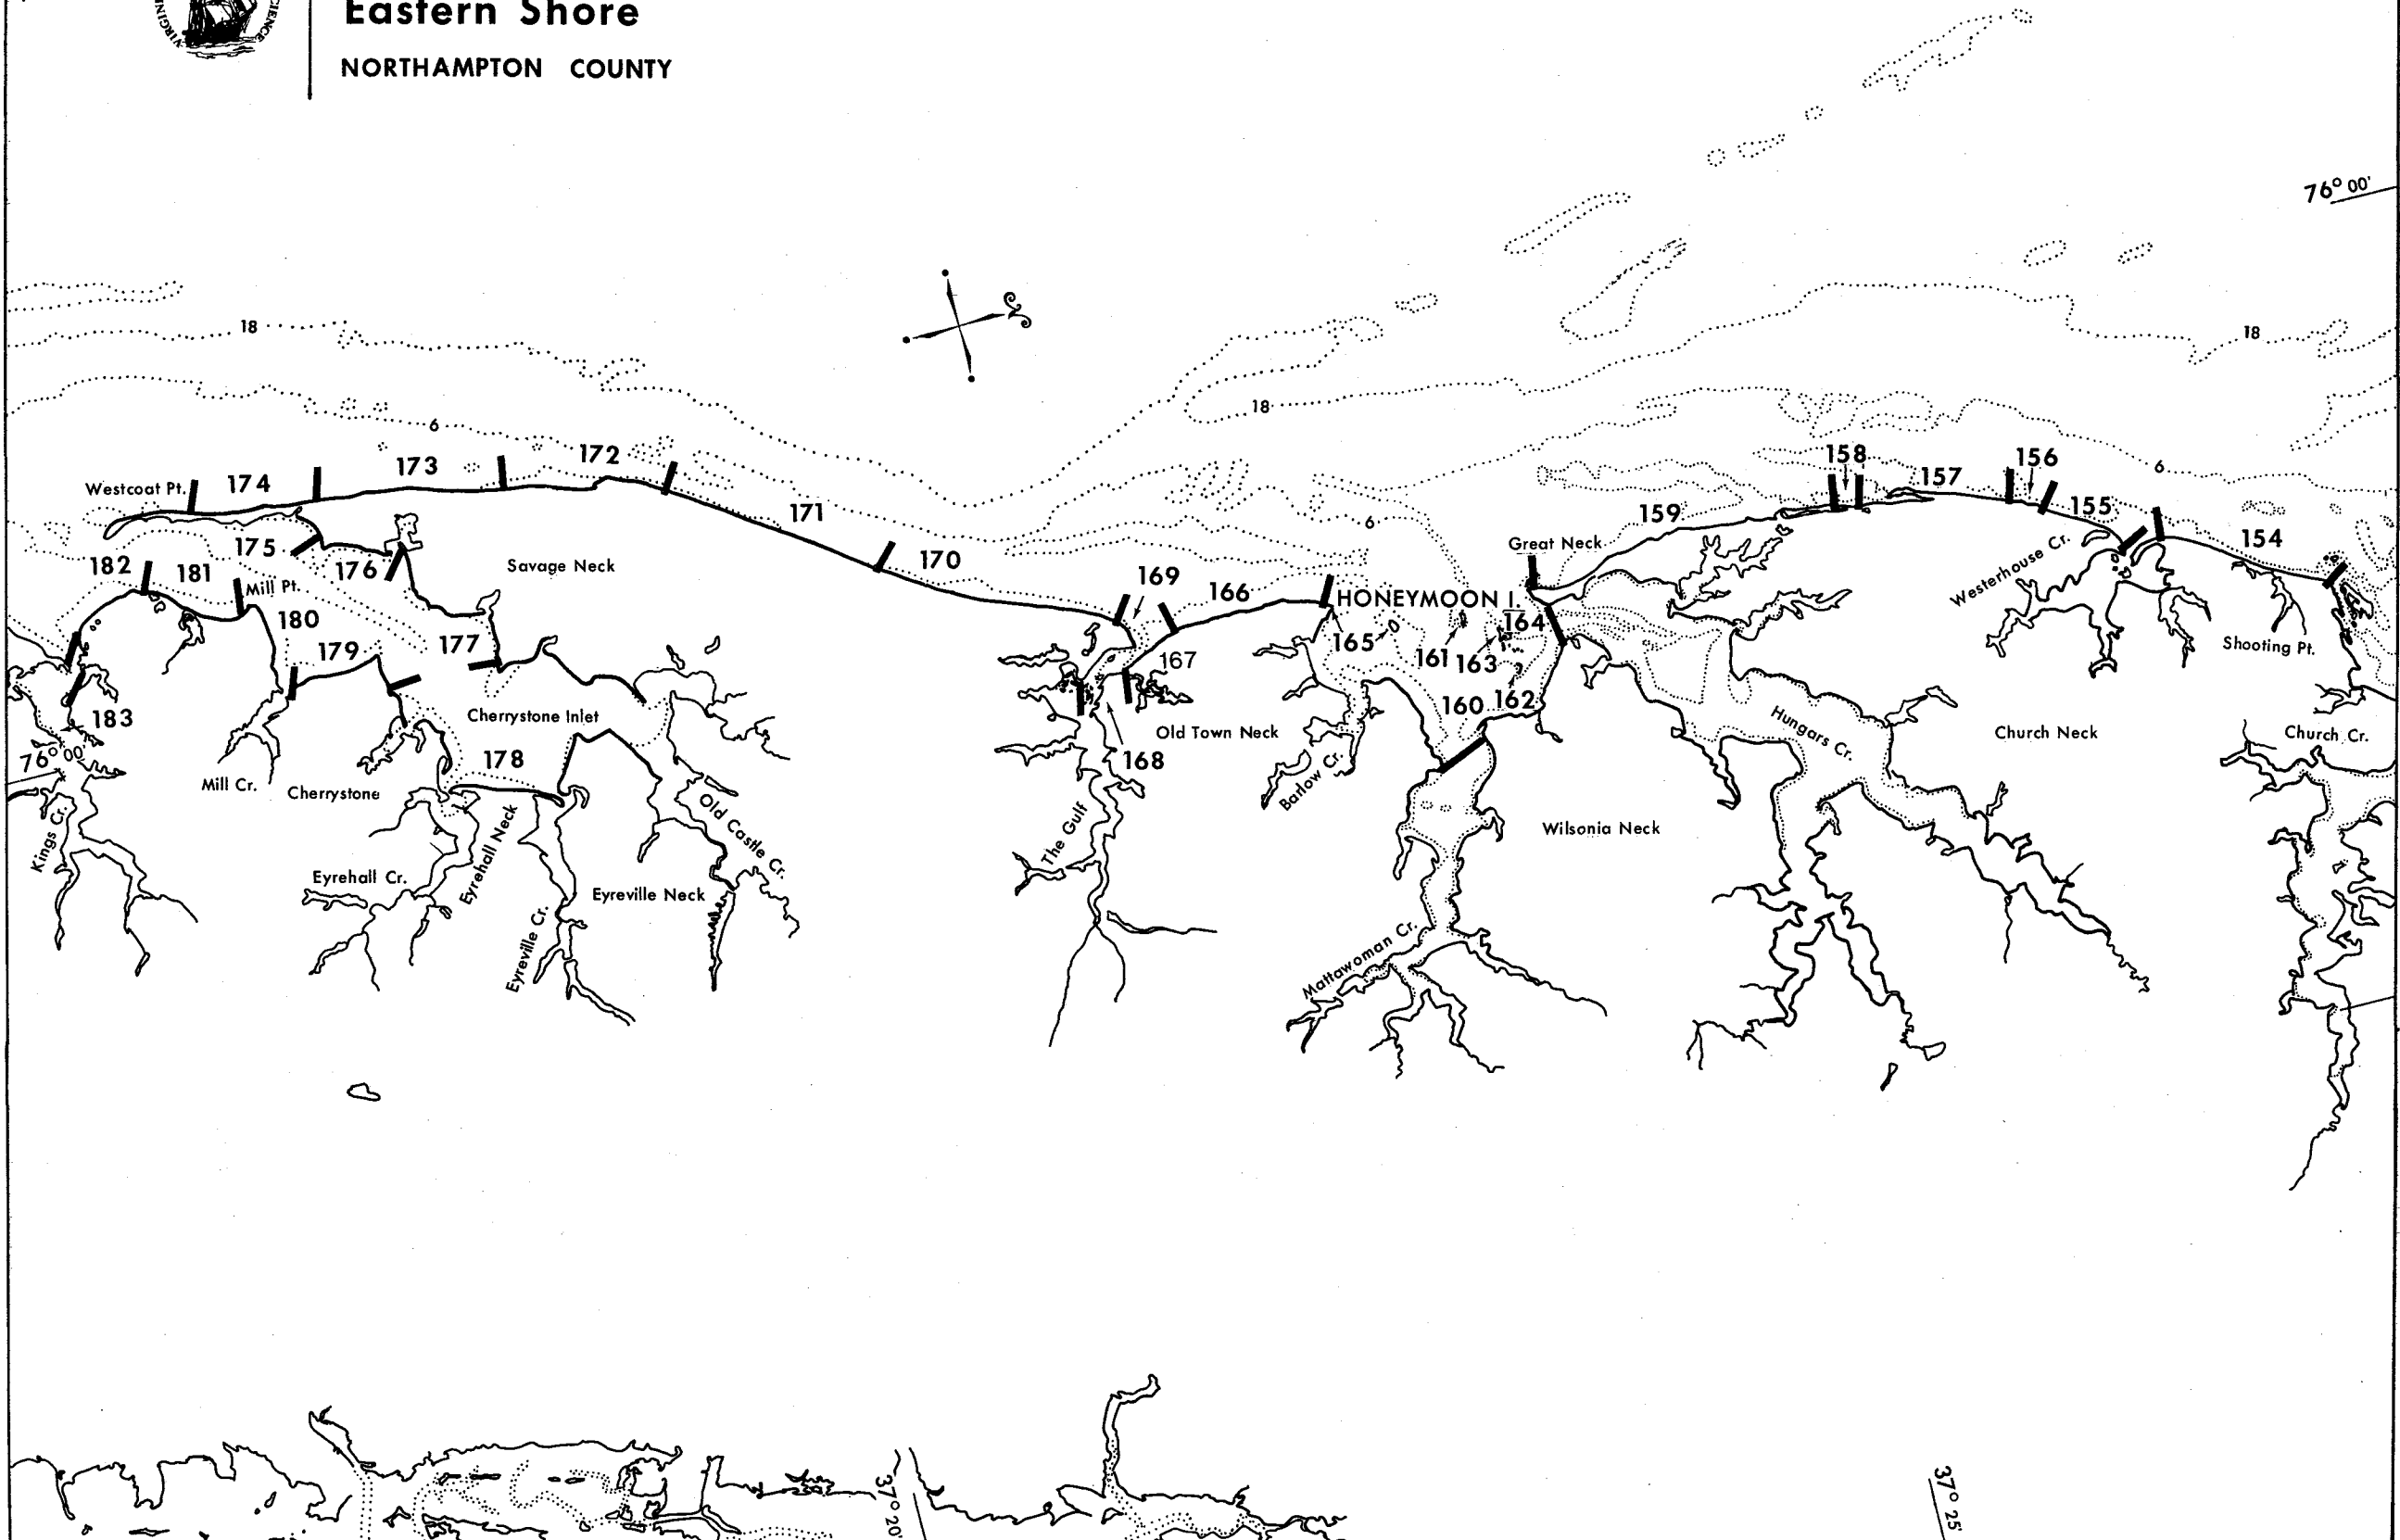 VIRGINI
CIENCE
Eastern Shore
NORTHAMPTON COUNTY
76° 00'
18
18
18
6
6
6
Westcoat Pt.
174
173
172
171
170
169
166
HONEYMOON I.
Great Neck
159
158
157
156
155
154
Westerhouse Cr.
Shooting Pt.
182
181
175
176
Mill Pt.
180
179
177
Savage Neck
183
76° 00'
Kings Cr.
Mill Cr.
Cherrystone
Cherrystone Inlet
178
Eyrehall Cr.
Eyrehall Neck
Eyreville Cr.
Eyreville Neck
Old Castle Cr.
167
168
The Gulf
Old Town Neck
Barlow Cr.
165
161
163
164
160
162
Mattawoman Cr.
Wilsonia Neck
Hungars Cr.
Church Neck
Church Cr.
37° 20'
37° 25'